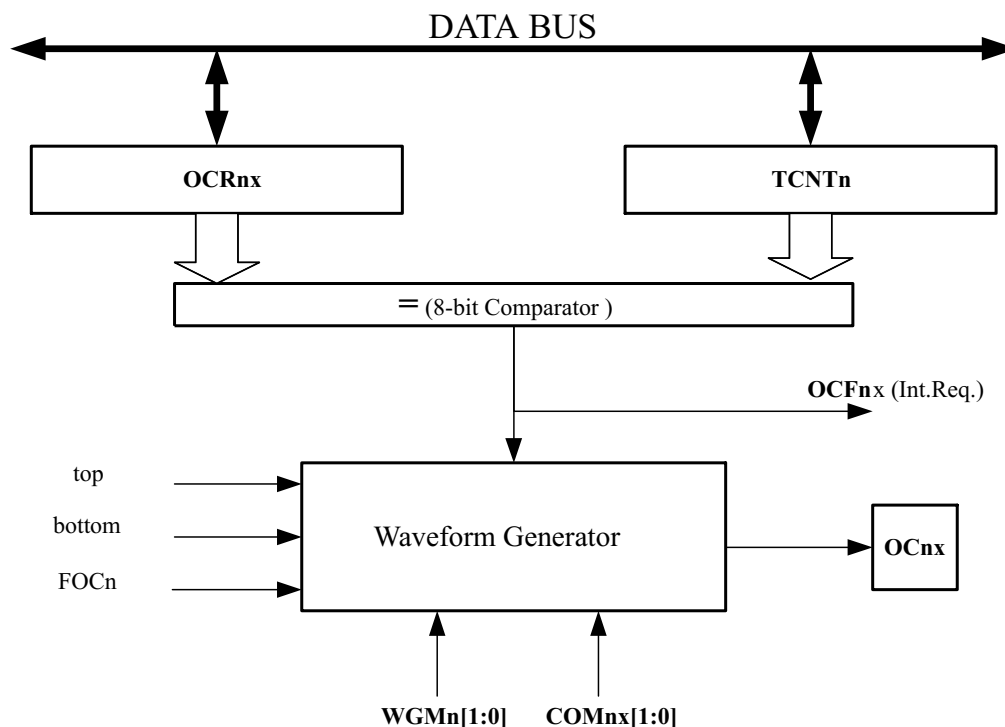 DATA BUS
OCRnx
TCNTn
= (8-bit Comparator )
OCFnx (Int.Req.)
top
bottom
FOCn
Waveform Generator
OCnx
WGMn[1:0]
COMnx[1:0]